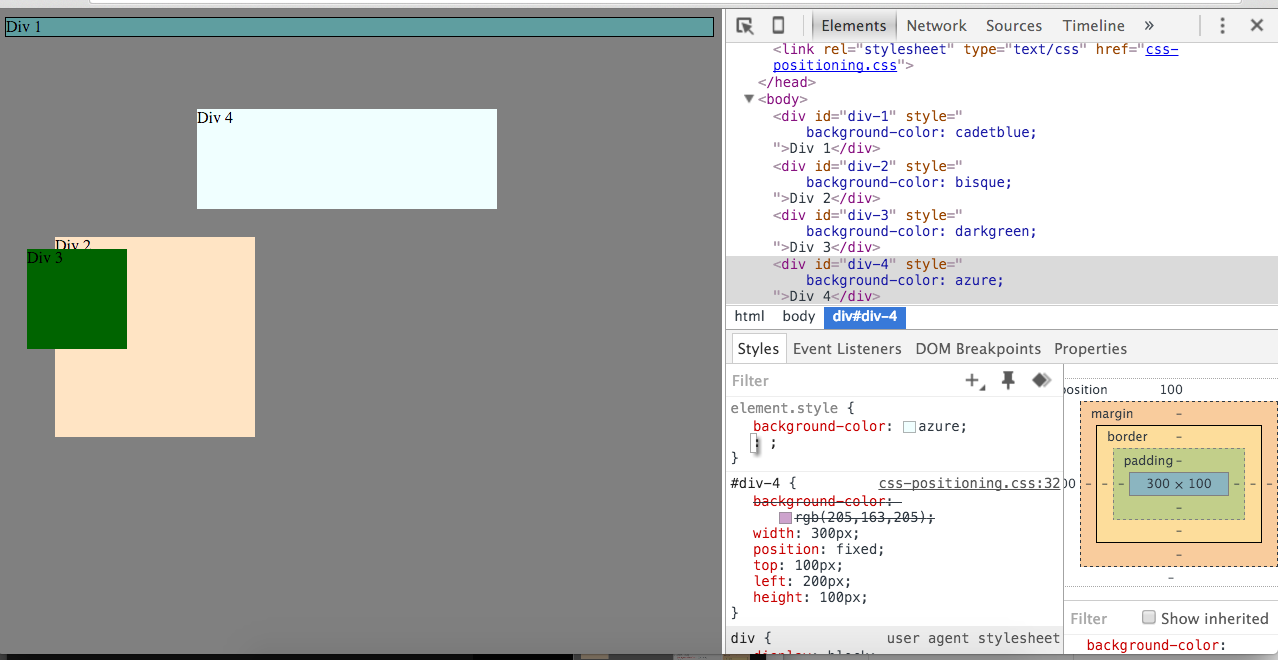 Div 1
Div 4
Div 2
Div 3
Elements Network Sources Timeline »
<link rel="stylesheet" type="text/css" href="css-
positioning.css">
</head>
▼<body>
<div id="div-1" style="
background-color: cadetblue;
">Div 1</div>
<div id="div-2" style="
background-color: bisque;
">Div 2</div>
<div id="div-3" style="
background-color: darkgreen;
">Div 3</div>
<div id="div-4" style="
background-color: azure;
">Div 4</div>
html body div#div-4
Styles Event Listeners DOM Breakpoints Properties
Filter
element.style {
background-color: azure;
: ;
}
#div-4 { css-positioning.css:32
background-color:
rgb(205,163,205);
width: 300px;
position: fixed;
top: 100px;
left: 200px;
height: 100px;
}
div { user agent stylesheet
display: block;
position 100
margin -
border -
padding -
00 - - - 300 × 100 - - -
-
-
-
-
Filter Show inherited
background-color: